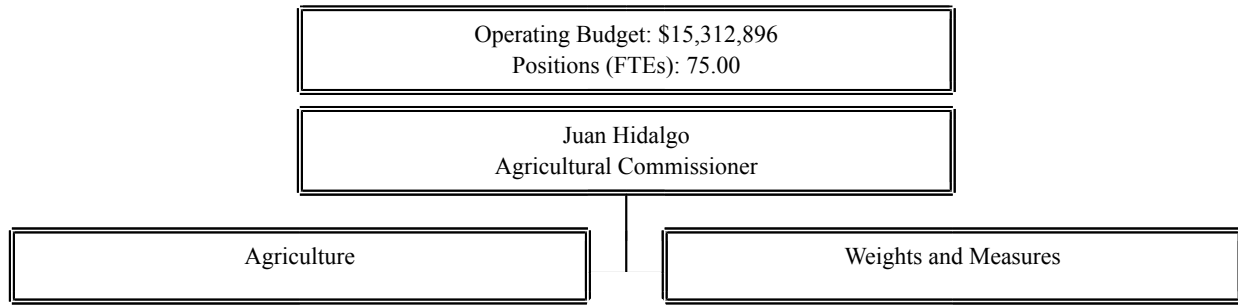 Operating Budget: $15,312,896
Positions (FTEs): 75.00
Juan Hidalgo
Agricultural Commissioner
Agriculture
Weights and Measures